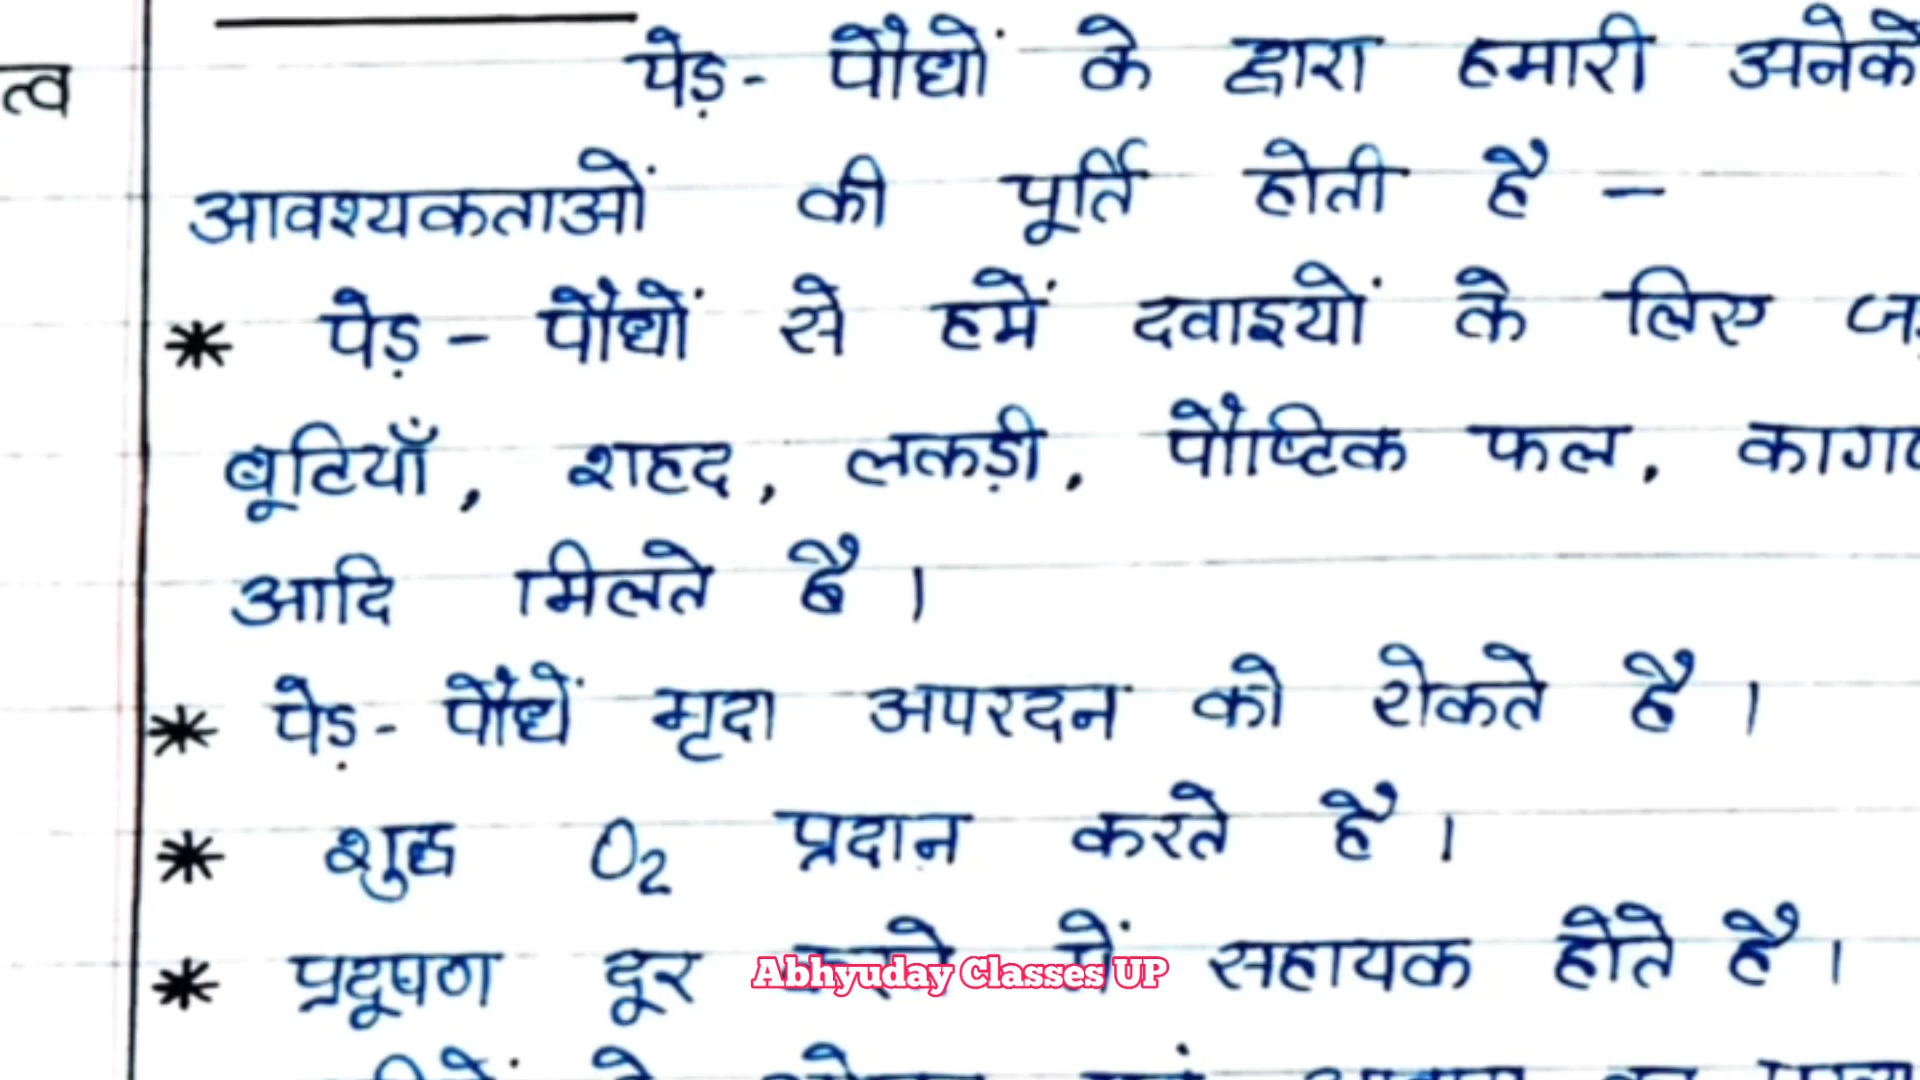 त्व
पेड़- पौधों के द्वारा हमारी अनेकों
आवश्यकताओं की पूर्ति होती है –
* पेड़ - पौधों से हमें दवाइयों के लिए
बूटियाँ, शहद, लकड़ी, पौष्टिक फल,
आदि मिलते है ।
* पेड़- पौधें मृदा अपरदन को रोकते है ।
* शुद्ध O₂ प्रदान करते है ।
* प्रदूषण दूर करने में सहायक होते है ।
Abhyuday Classes UP